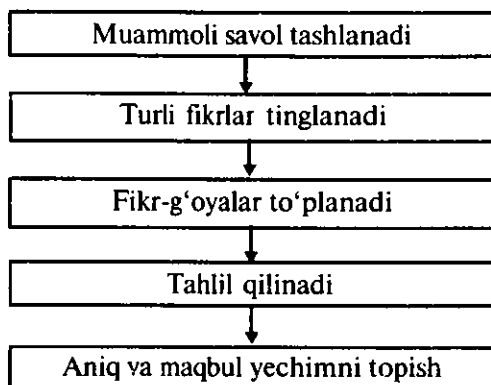 Muammoli savol tashlanadi
Turli fikrlar tinglanadi
Fikr-g‘oyalar to‘planadi
Tahlil qilinadi
Aniq va maqbul yechimni topish